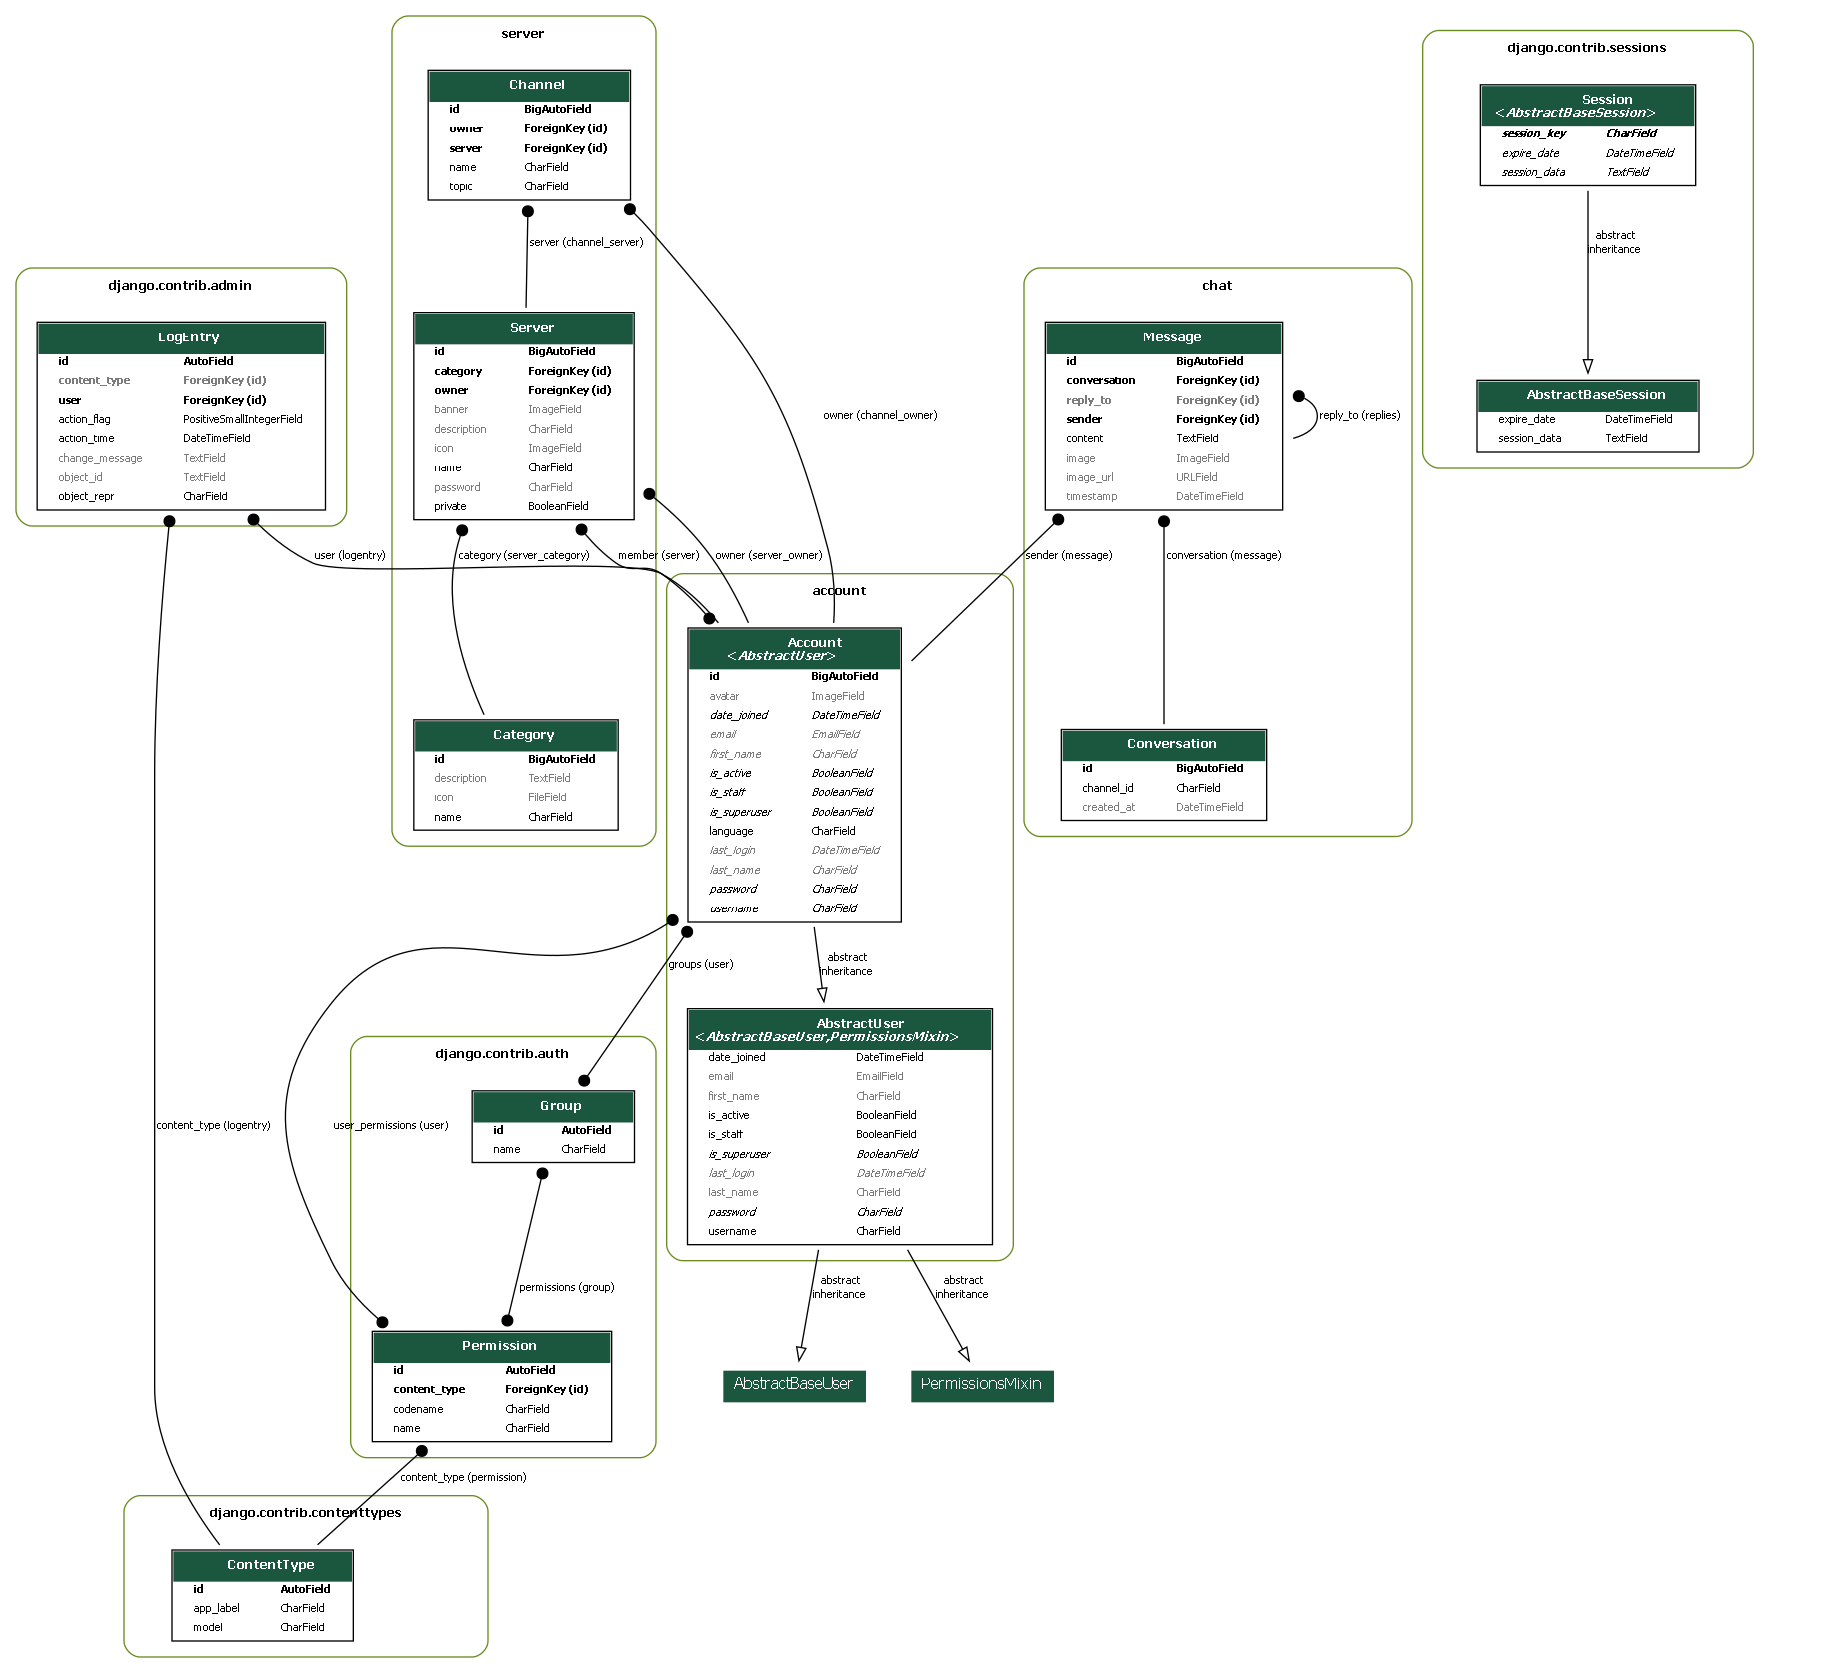 server
Channel
id BigAutoField
owner ForeignKey (id)
server ForeignKey (id)
name CharField
topic CharField
server (channel_server)
Server
id BigAutoField
category ForeignKey (id)
owner ForeignKey (id)
banner ImageField
description CharField
icon ImageField
name CharField
password CharField
private BooleanField
category (server_category)
member (server)
owner (server_owner)
owner (channel_owner)
Category
id BigAutoField
description TextField
icon FileField
name CharField
django.contrib.admin
LogEntry
id AutoField
content_type ForeignKey (id)
user ForeignKey (id)
action_flag PositiveSmallIntegerField
action_time DateTimeField
change_message TextField
object_id TextField
object_repr CharField
user (logentry)
content_type (logentry)
chat
Message
id BigAutoField
conversation ForeignKey (id)
reply_to ForeignKey (id)
sender ForeignKey (id)
content TextField
image ImageField
image_url URLField
timestamp DateTimeField
reply_to (replies)
sender (message)
conversation (message)
Conversation
id BigAutoField
channel_id CharField
created_at DateTimeField
django.contrib.sessions
Session
<AbstractBaseSession>
session_key CharField
expire_date DateTimeField
session_data TextField
abstract
inheritance
AbstractBaseSession
expire_date DateTimeField
session_data TextField
account
Account
<AbstractUser>
id BigAutoField
avatar ImageField
date_joined DateTimeField
email EmailField
first_name CharField
is_active BooleanField
is_staff BooleanField
is_superuser BooleanField
language CharField
last_login DateTimeField
last_name CharField
password CharField
username CharField
abstract
inheritance
groups (user)
AbstractUser
<AbstractBaseUser,PermissionsMixin>
date_joined DateTimeField
email EmailField
first_name CharField
is_active BooleanField
is_staff BooleanField
is_superuser BooleanField
last_login DateTimeField
last_name CharField
password CharField
username CharField
abstract
inheritance
abstract
inheritance
AbstractBaseUser
PermissionsMixin
django.contrib.auth
Group
id AutoField
name CharField
user_permissions (user)
permissions (group)
Permission
id AutoField
content_type ForeignKey (id)
codename CharField
name CharField
content_type (permission)
django.contrib.contenttypes
ContentType
id AutoField
app_label CharField
model CharField